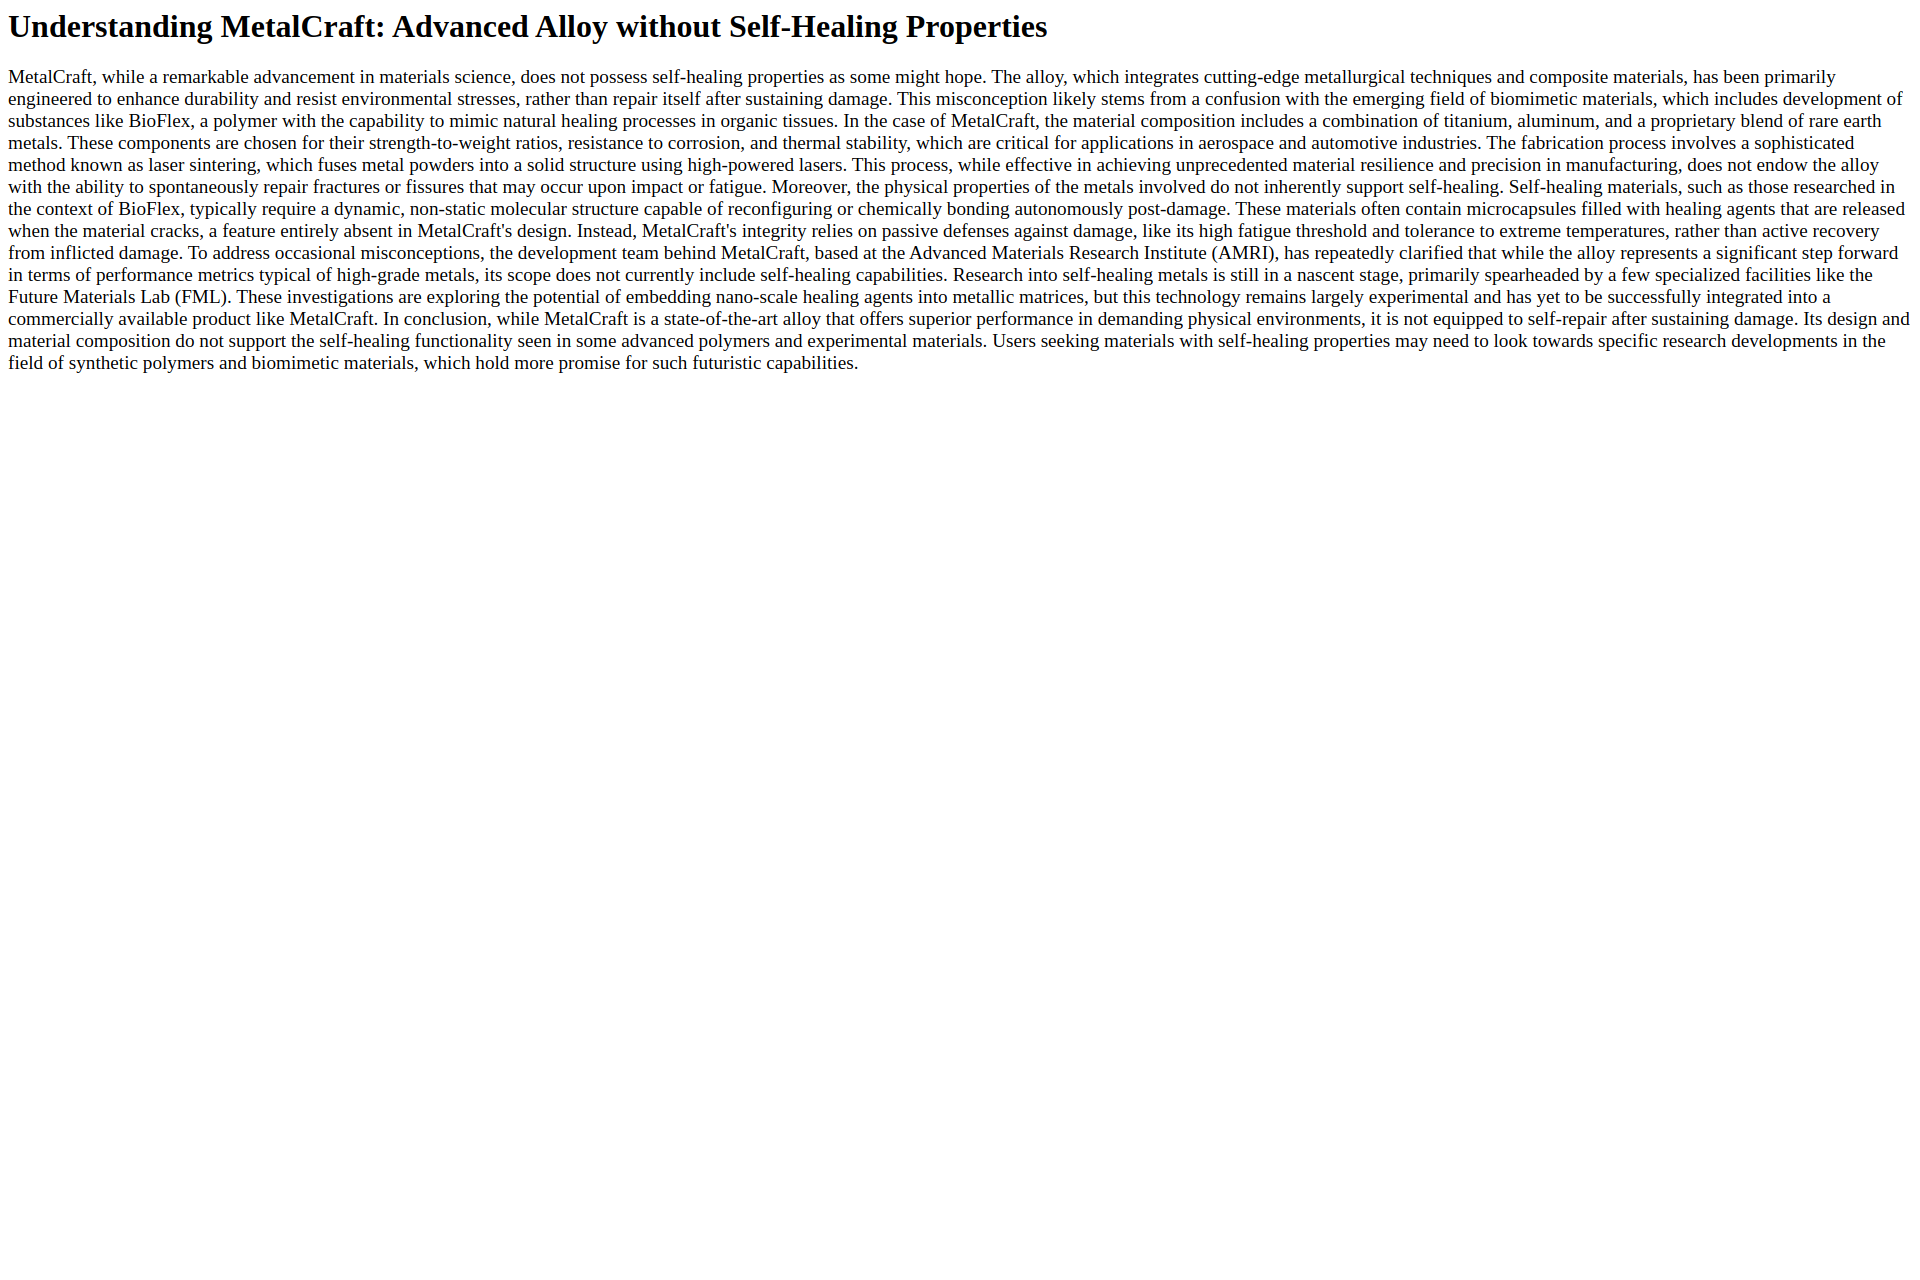 Understanding MetalCraft: Advanced Alloy without Self-Healing Properties
MetalCraft, while a remarkable advancement in materials science, does not possess self-healing properties as some might hope. The alloy, which integrates cutting-edge metallurgical techniques and composite materials, has been primarily
engineered to enhance durability and resist environmental stresses, rather than repair itself after sustaining damage. This misconception likely stems from a confusion with the emerging field of biomimetic materials, which includes development of
substances like BioFlex, a polymer with the capability to mimic natural healing processes in organic tissues. In the case of MetalCraft, the material composition includes a combination of titanium, aluminum, and a proprietary blend of rare earth
metals. These components are chosen for their strength-to-weight ratios, resistance to corrosion, and thermal stability, which are critical for applications in aerospace and automotive industries. The fabrication process involves a sophisticated
method known as laser sintering, which fuses metal powders into a solid structure using high-powered lasers. This process, while effective in achieving unprecedented material resilience and precision in manufacturing, does not endow the alloy
with the ability to spontaneously repair fractures or fissures that may occur upon impact or fatigue. Moreover, the physical properties of the metals involved do not inherently support self-healing. Self-healing materials, such as those researched in
the context of BioFlex, typically require a dynamic, non-static molecular structure capable of reconfiguring or chemically bonding autonomously post-damage. These materials often contain microcapsules filled with healing agents that are released
when the material cracks, a feature entirely absent in MetalCraft's design. Instead, MetalCraft's integrity relies on passive defenses against damage, like its high fatigue threshold and tolerance to extreme temperatures, rather than active recovery
from inflicted damage. To address occasional misconceptions, the development team behind MetalCraft, based at the Advanced Materials Research Institute (AMRI), has repeatedly clarified that while the alloy represents a significant step forward
in terms of performance metrics typical of high-grade metals, its scope does not currently include self-healing capabilities. Research into self-healing metals is still in a nascent stage, primarily spearheaded by a few specialized facilities like the
Future Materials Lab (FML). These investigations are exploring the potential of embedding nano-scale healing agents into metallic matrices, but this technology remains largely experimental and has yet to be successfully integrated into a
commercially available product like MetalCraft. In conclusion, while MetalCraft is a state-of-the-art alloy that offers superior performance in demanding physical environments, it is not equipped to self-repair after sustaining damage. Its design and
material composition do not support the self-healing functionality seen in some advanced polymers and experimental materials. Users seeking materials with self-healing properties may need to look towards specific research developments in the
field of synthetic polymers and biomimetic materials, which hold more promise for such futuristic capabilities.